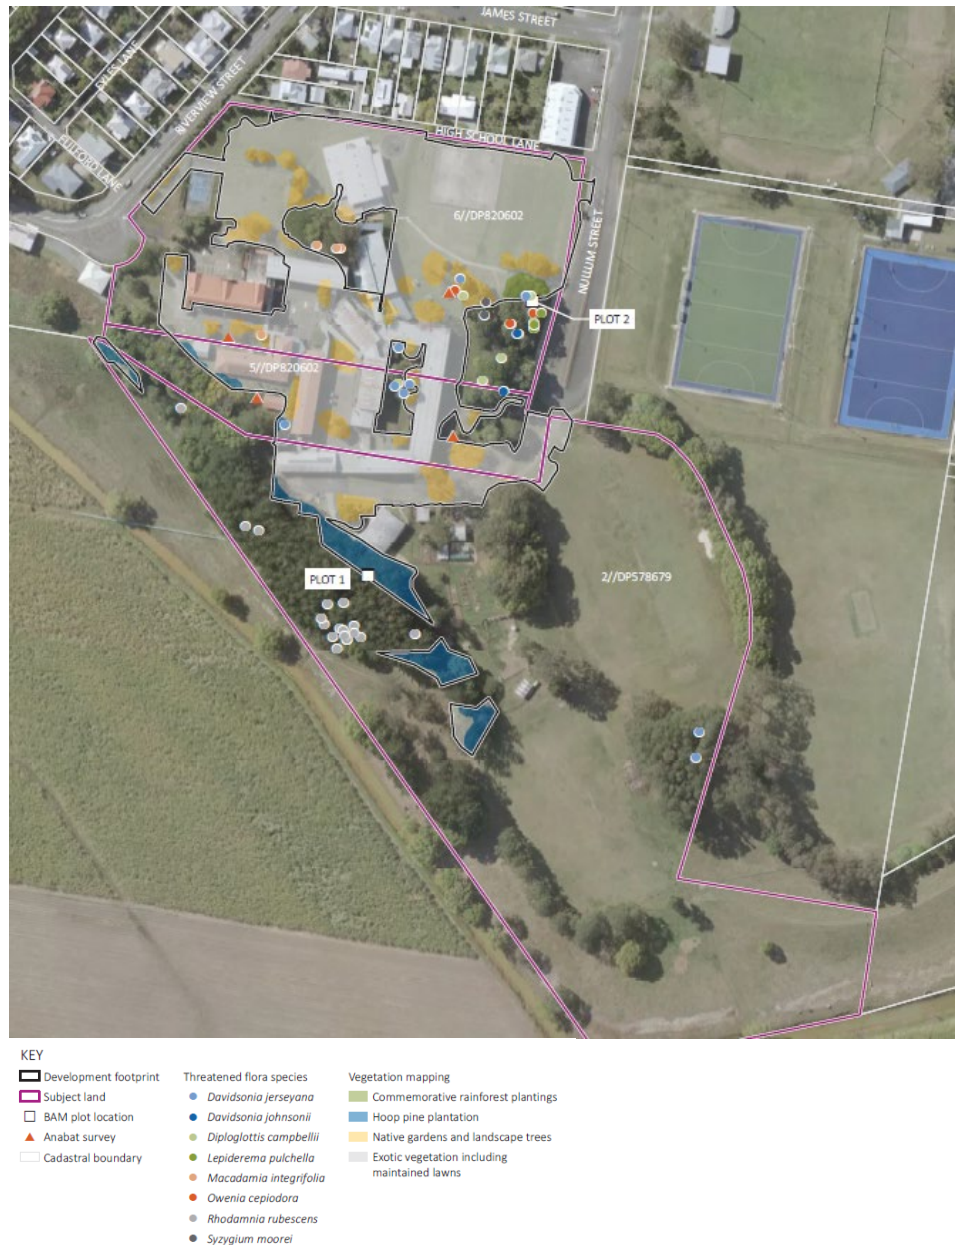 JAMES STREET
EYLES LANE
RIVERVIEW STREET
ELTFORD LANE
HIGH SCHOOL LANE
6//DP820602
NULLUM STREET
PLOT 2
5//DP820602
2//DP578679
PLOT 1
KEY
Development footprint
Subject land
BAM plot location
Anabat survey
Cadastral boundary
Threatened flora species
Davidsonia jerseyana
Davidsonia johnsonii
Diploglottis campbellii
Lepiderema pulchella
Macadamia integrifolia
Owenia cepiodora
Rhodamnia rubescens
Syzygium moorei
Vegetation mapping
Commemorative rainforest plantings
Hoop pine plantation
Native gardens and landscape trees
Exotic vegetation including
maintained lawns